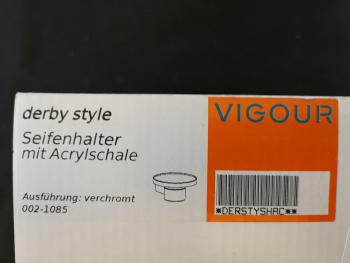 derby style
VIGOUR
Seifenhalter
mit Acrylschale
Ausführung: verchromt
002-1085
*DERSTYSHAC**